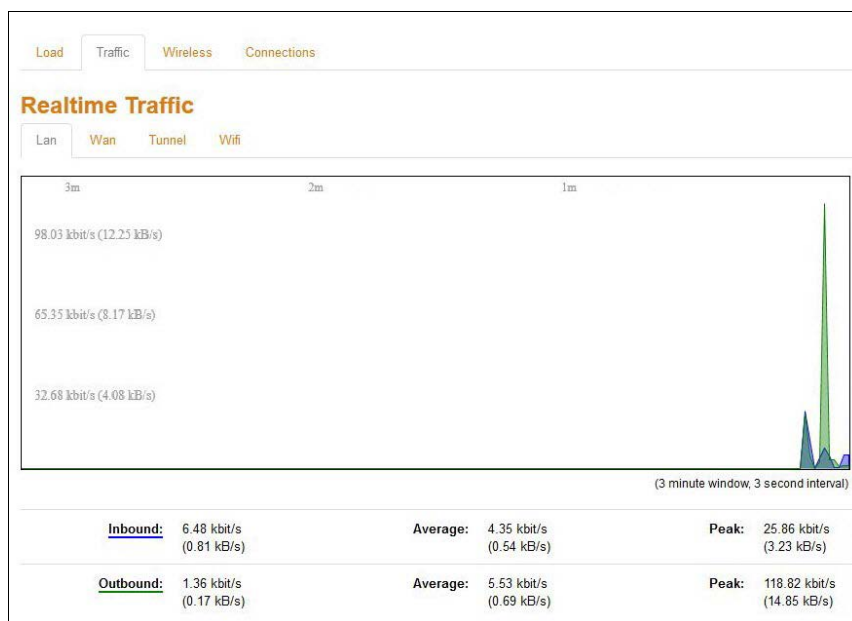 Load Traffic Wireless Connections
Realtime Traffic
Lan Wan Tunnel Wifi
3m 2m 1m
98.03 kbit/s (12.25 kB/s)
65.35 kbit/s (8.17 kB/s)
32.68 kbit/s (4.08 kB/s)
(3 minute window, 3 second interval)
Inbound: 6.48 kbit/s Average: 4.35 kbit/s Peak: 25.86 kbit/s
(0.81 kB/s) (0.54 kB/s) (3.23 kB/s)
Outbound: 1.36 kbit/s Average: 5.53 kbit/s Peak: 118.82 kbit/s
(0.17 kB/s) (0.69 kB/s) (14.85 kB/s)